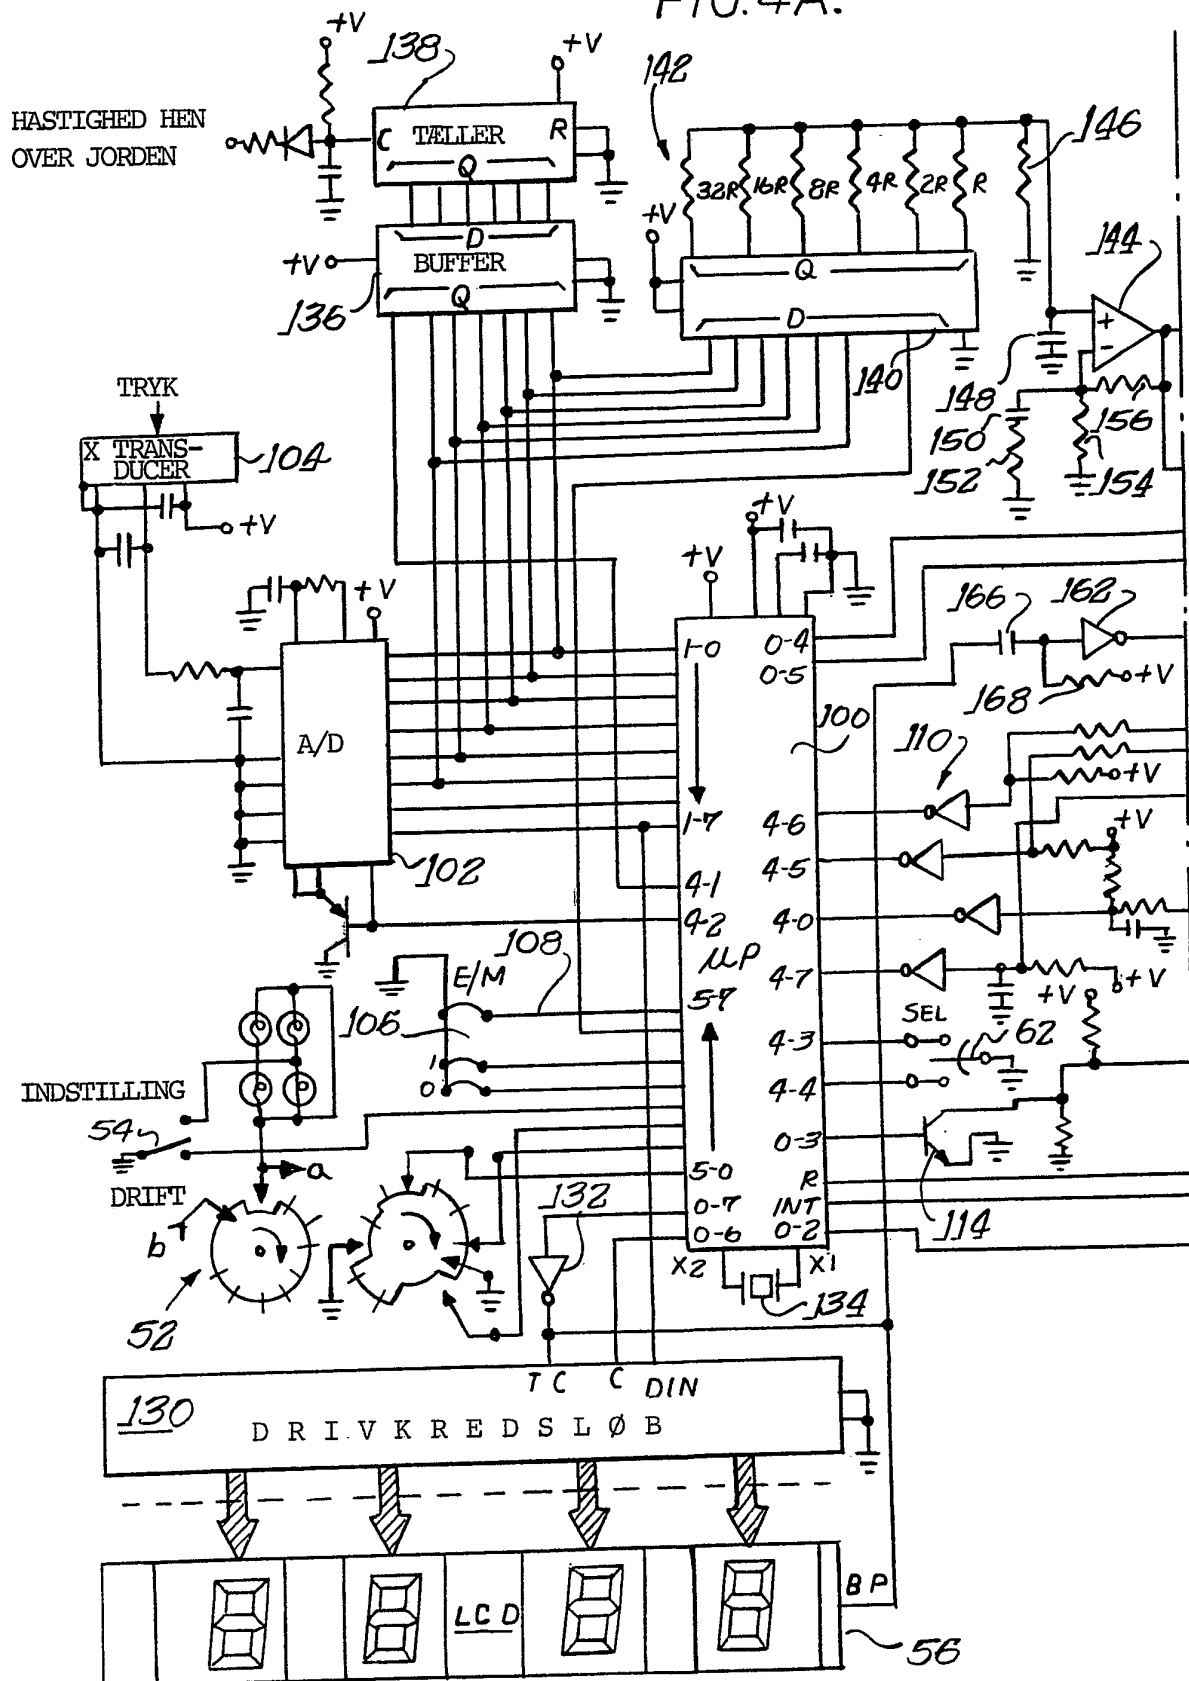 FIG. 4A.
+V
138
+V
142
HASTIGHED HEN
OVER JORDEN
C TÆLLER R
Q
146
32R 16R 8R 4R 2R R
D
+V BUFFER
Q
136
+V
Q
D
140
144
+
-
148
150
152
156
154
TRYK
X TRANS-
DUCER
104
+V
+V
+V
+V
166
162
168
+V
A/D
102
1-0
1-7
4-1
4-2
µP
5-7
5-0
0-7
0-6
0-4
0-5
100
4-6
4-5
4-0
4-7
4-3
4-4
0-3
R
INT
0-2
110
+V
+V
+V
+V
SEL
62
114
108
E/M
106
1
0
INDSTILLING
54
DRIFT
a
b
52
132
X2
X1
134
T C C DIN
130
DRIVKREDSLØB
LCD
BP
56